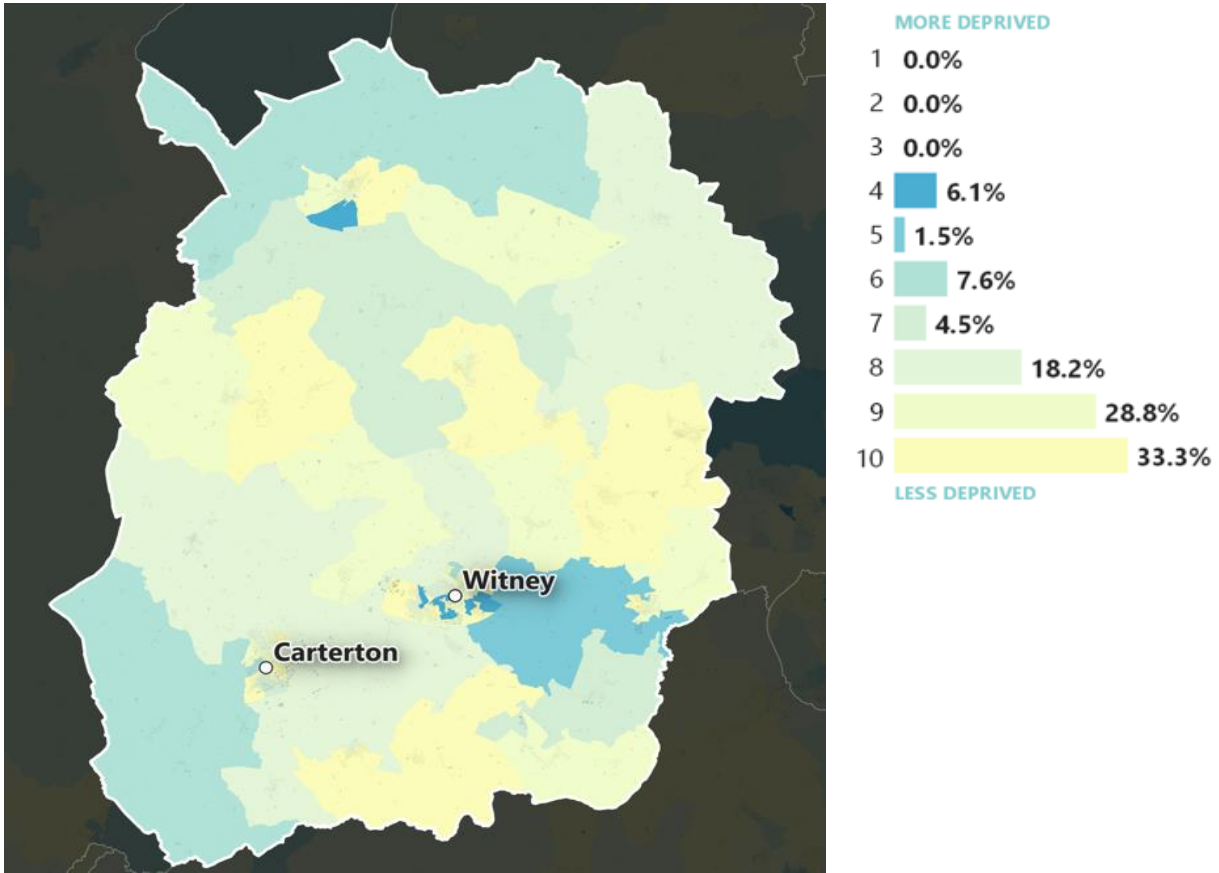 MORE DEPRIVED
1 0.0%
2 0.0%
3 0.0%
4 6.1%
5 1.5%
6 7.6%
7 4.5%
8 18.2%
9 28.8%
10 33.3%
LESS DEPRIVED
Witney
Carterton